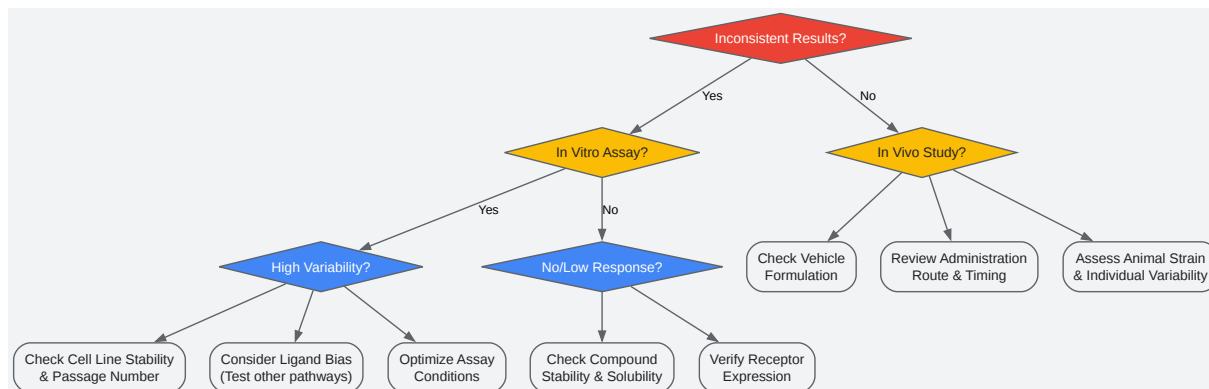 Inconsistent Results?
Yes
No
In Vitro Assay?
In Vivo Study?
Yes
No
High Variability?
No/Low Response?
Check Vehicle
Formulation
Review Administration
Route & Timing
Assess Animal Strain
& Individual Variability
Check Cell Line Stability
& Passage Number
Consider Ligand Bias
(Test other pathways)
Optimize Assay
Conditions
Check Compound
Stability & Solubility
Verify Receptor
Expression